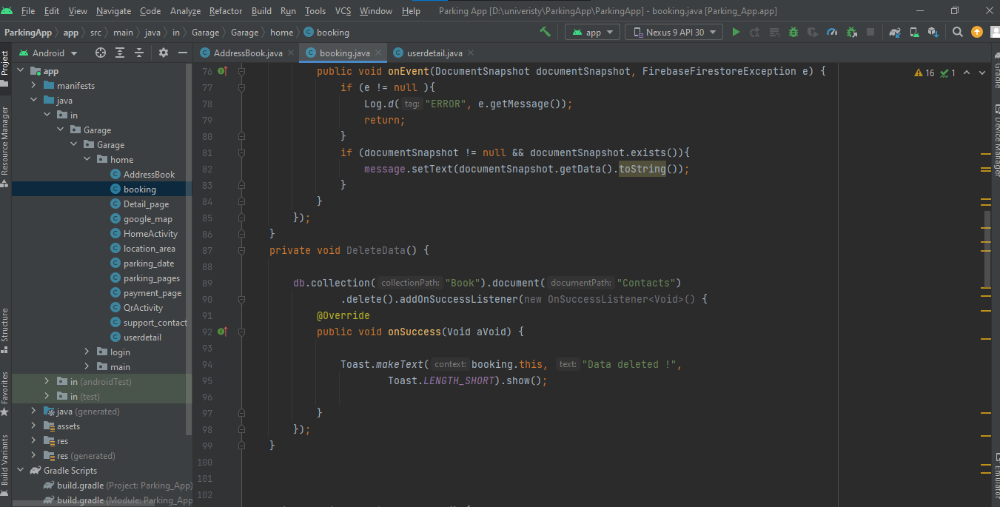 File Edit View Navigate Code Analyze Refactor Build Run Tools VCS Window Help Parking App [D:\univeristy\ParkingApp\ParkingApp] - booking.java [Parking_App.app]
ParkingApp app src main java in Garage Garage home booking app Nexus 9 API 30
Android AddressBook.java booking.java userdetail.java
Project
Resource Manager
Structure
Favorites
Build Variants
app
manifests
java
in
Garage
Garage
home
AddressBook
booking
Detail_page
google_map
HomeActivity
location_area
parking_date
parking_pages
payment_page
QrActivity
support_contact
userdetail
login
main
in (androidTest)
in (test)
java (generated)
assets
res
res (generated)
Gradle Scripts
build.gradle (Project: Parking_App)
build.gradle (Module: Parking_App
76 public void onEvent(DocumentSnapshot documentSnapshot, FirebaseFirestoreException e) {
77 if (e != null ){
78 Log.d( tag: "ERROR", e.getMessage());
79 return;
80 }
81 if (documentSnapshot != null && documentSnapshot.exists()){
82 message.setText(documentSnapshot.getData().toString());
83 }
84 }
85 });
86 }
87 private void DeleteData() {
88
89 db.collection( collectionPath: "Book").document( documentPath: "Contacts")
90 .delete().addOnSuccessListener(new OnSuccessListener<Void>() {
91 @Override
92 public void onSuccess(Void aVoid) {
93
94 Toast.makeText( context: booking.this, text: "Data deleted !",
95 Toast.LENGTH_SHORT).show();
96
97 }
98 });
99 }
100
101
102
16 1
Gradle
Device Manager
Emulator